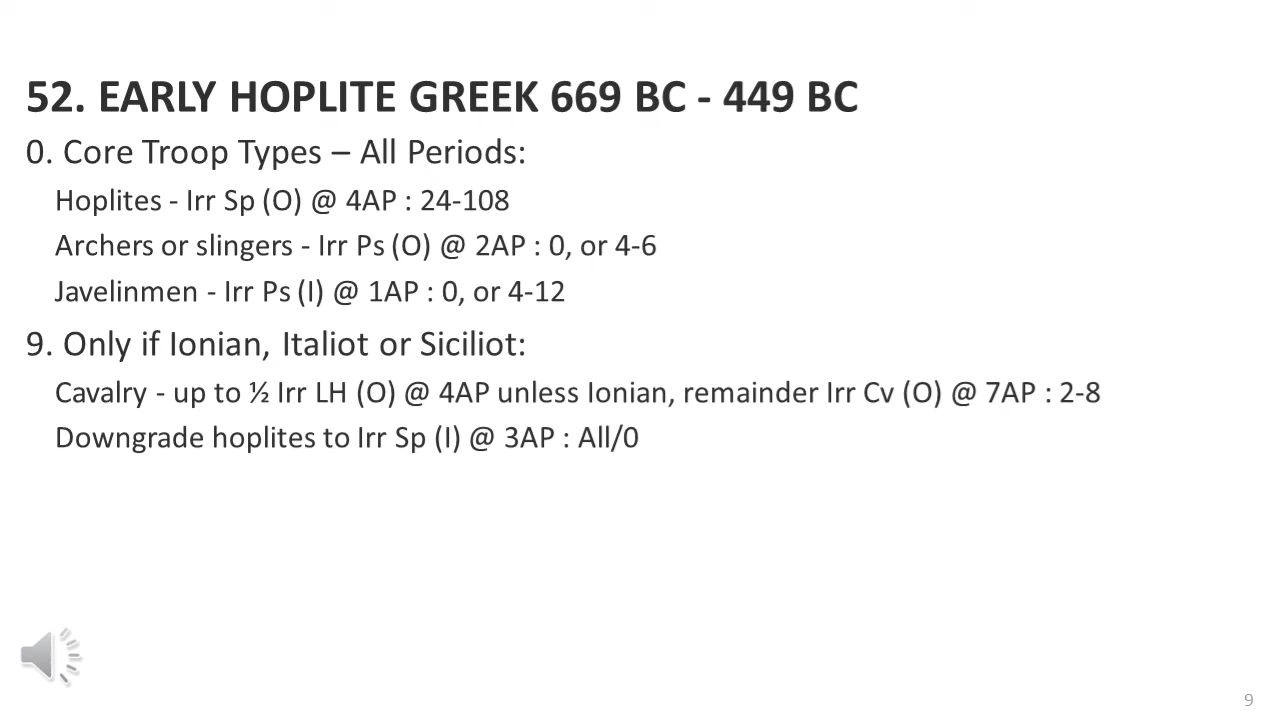 52. EARLY HOPLITE GREEK 669 BC - 449 BC
0. Core Troop Types – All Periods:
Hoplites - Irr Sp (O) @ 4AP : 24-108
Archers or slingers - Irr Ps (O) @ 2AP : 0, or 4-6
Javelinmen - Irr Ps (I) @ 1AP : 0, or 4-12
9. Only if Ionian, Italiot or Siciliot:
Cavalry - up to ½ Irr LH (O) @ 4AP unless Ionian, remainder Irr Cv (O) @ 7AP : 2-8
Downgrade hoplites to Irr Sp (I) @ 3AP : All/0
9